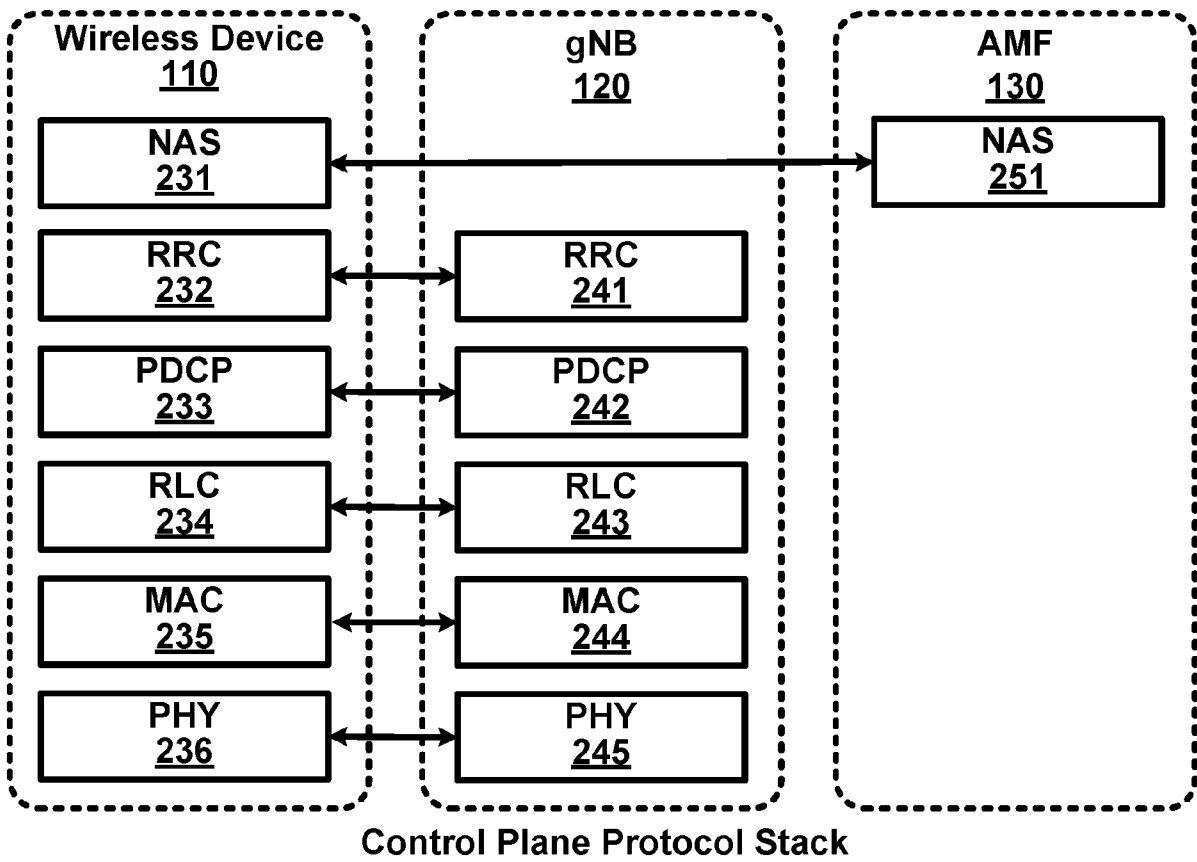 Wireless Device
110
gNB
120
AMF
130
NAS
231
NAS
251
RRC
232
RRC
241
PDCP
233
PDCP
242
RLC
234
RLC
243
MAC
235
MAC
244
PHY
236
PHY
245
Control Plane Protocol Stack